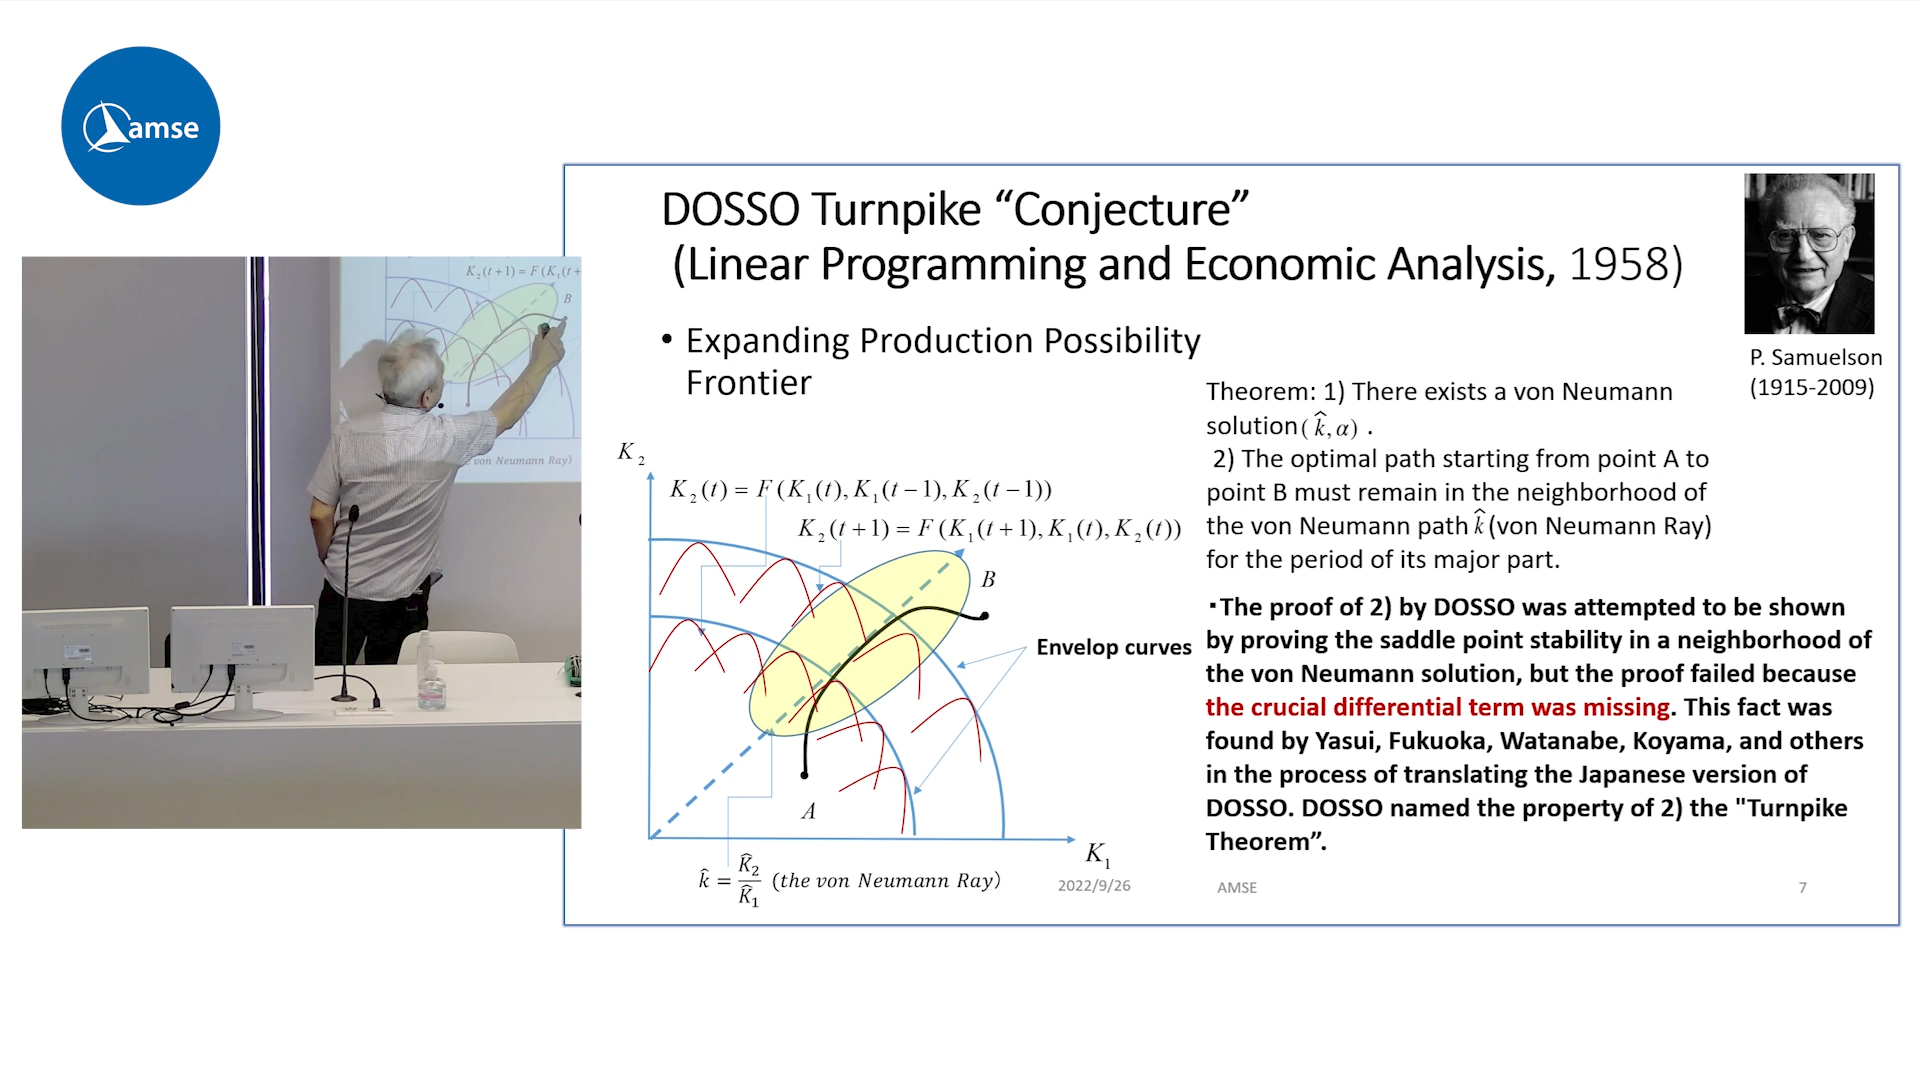 amse
K₂(t+1) = F(K₁(t+
B
von Neumann Ray)
DOSSO Turnpike “Conjecture”
(Linear Programming and Economic Analysis, 1958)
P. Samuelson
(1915-2009)
• Expanding Production Possibility
Frontier
K₂
K₂(t) = F(K₁(t), K₁(t−1), K₂(t−1))
K₂(t+1) = F(K₁(t+1), K₁(t), K₂(t))
B
Envelop curves
A
K₁
k̂ = K̂₂/K̂₁ (the von Neumann Ray)
Theorem: 1) There exists a von Neumann
solution(k̂,α) .
2) The optimal path starting from point A to
point B must remain in the neighborhood of
the von Neumann path k̂ (von Neumann Ray)
for the period of its major part.
・The proof of 2) by DOSSO was attempted to be shown
by proving the saddle point stability in a neighborhood of
the von Neumann solution, but the proof failed because
the crucial differential term was missing. This fact was
found by Yasui, Fukuoka, Watanabe, Koyama, and others
in the process of translating the Japanese version of
DOSSO. DOSSO named the property of 2) the "Turnpike
Theorem”.
2022/9/26
AMSE
7